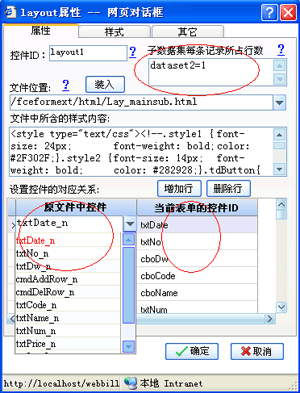 layout属性 -- 网页对话框
属性 样式 其它
控件ID： layout1 ? 子数据集每条记录所占行数 ?
dataset2=1
文件位置： ? 装入
/fceformext/html/Lay_mainsub.html
文件中所含的样式内容:
<style type="text/css"><!--.style1 {font-
size: 24px; font-weight: bold;color:
#2F302F;}.style2 {font-size: 14px; font-
weight: bold; color: #282928;}.tdButton{
设置控件的对应关系: 增加行 删除行
原文件中控件 当前表单的控件ID
txtDate_n txtDate
txtDate_n txtNo
txtNo_n cboDw
txtDw_n cboCode
cmdAddRow_n cboName
cmdDelRow_n txtNum
txtCode_n
txtName_n
txtNum_n
txtPrice_n
确定 取消
http://localhost/webbill 本地 Intranet